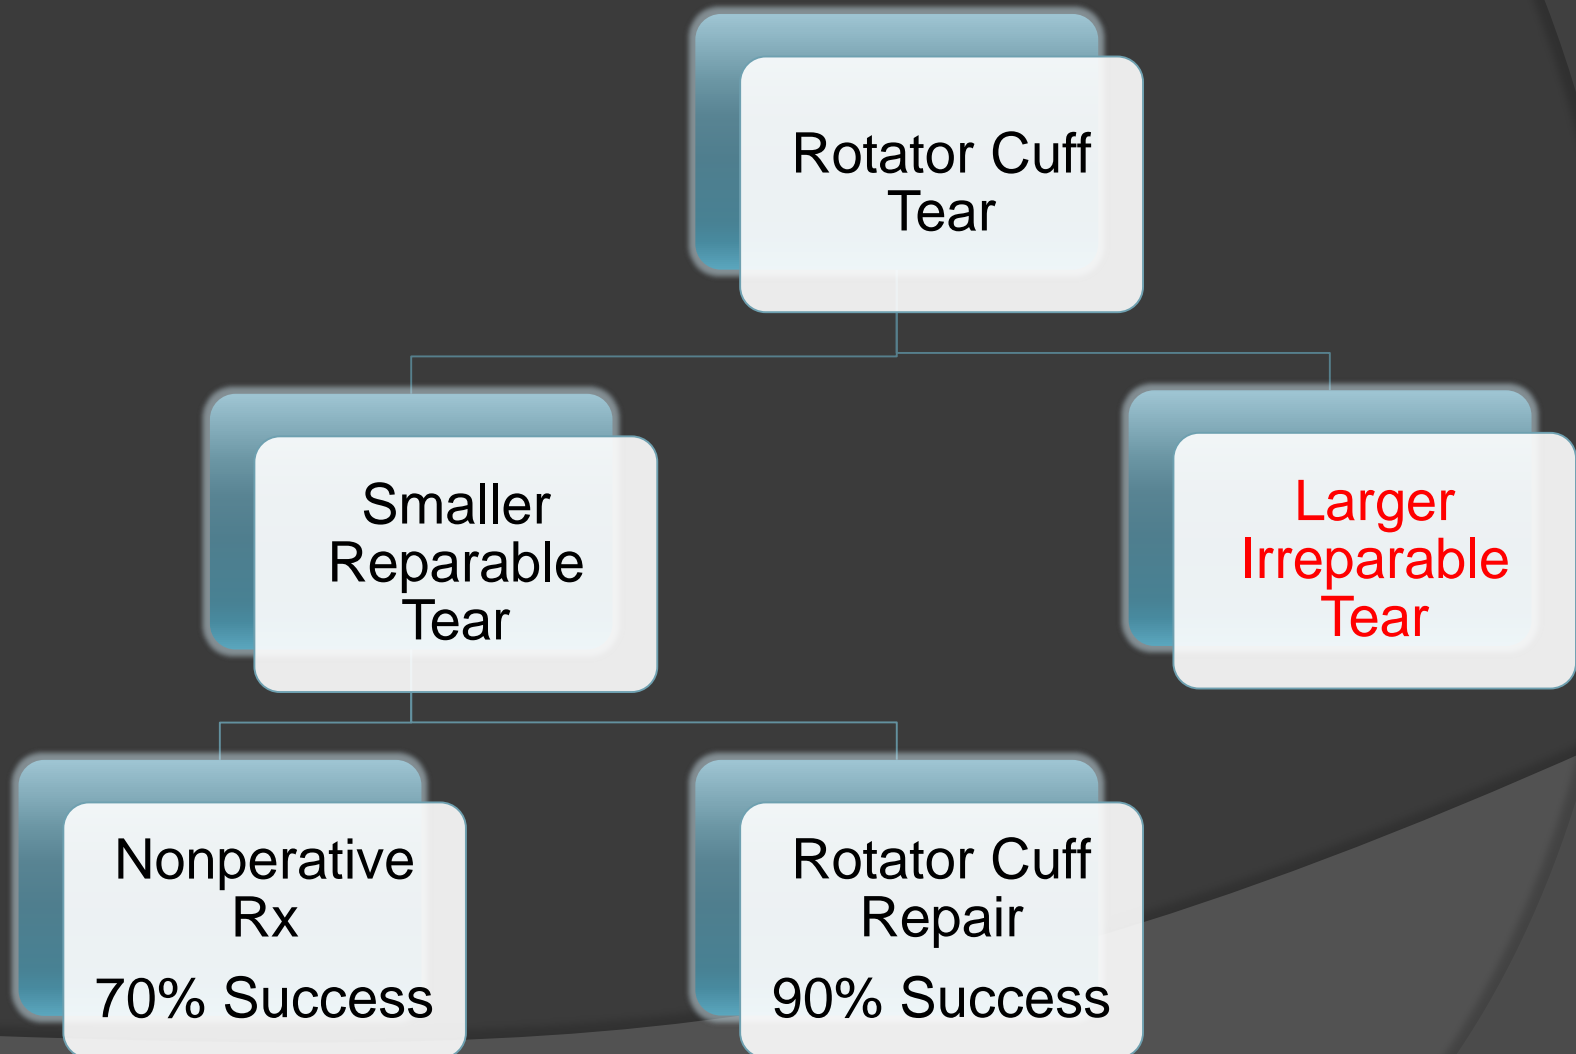 Rotator Cuff
Tear
Smaller
Reparable
Tear
Larger
Irreparable
Tear
Nonperative
Rx
70% Success
Rotator Cuff
Repair
90% Success